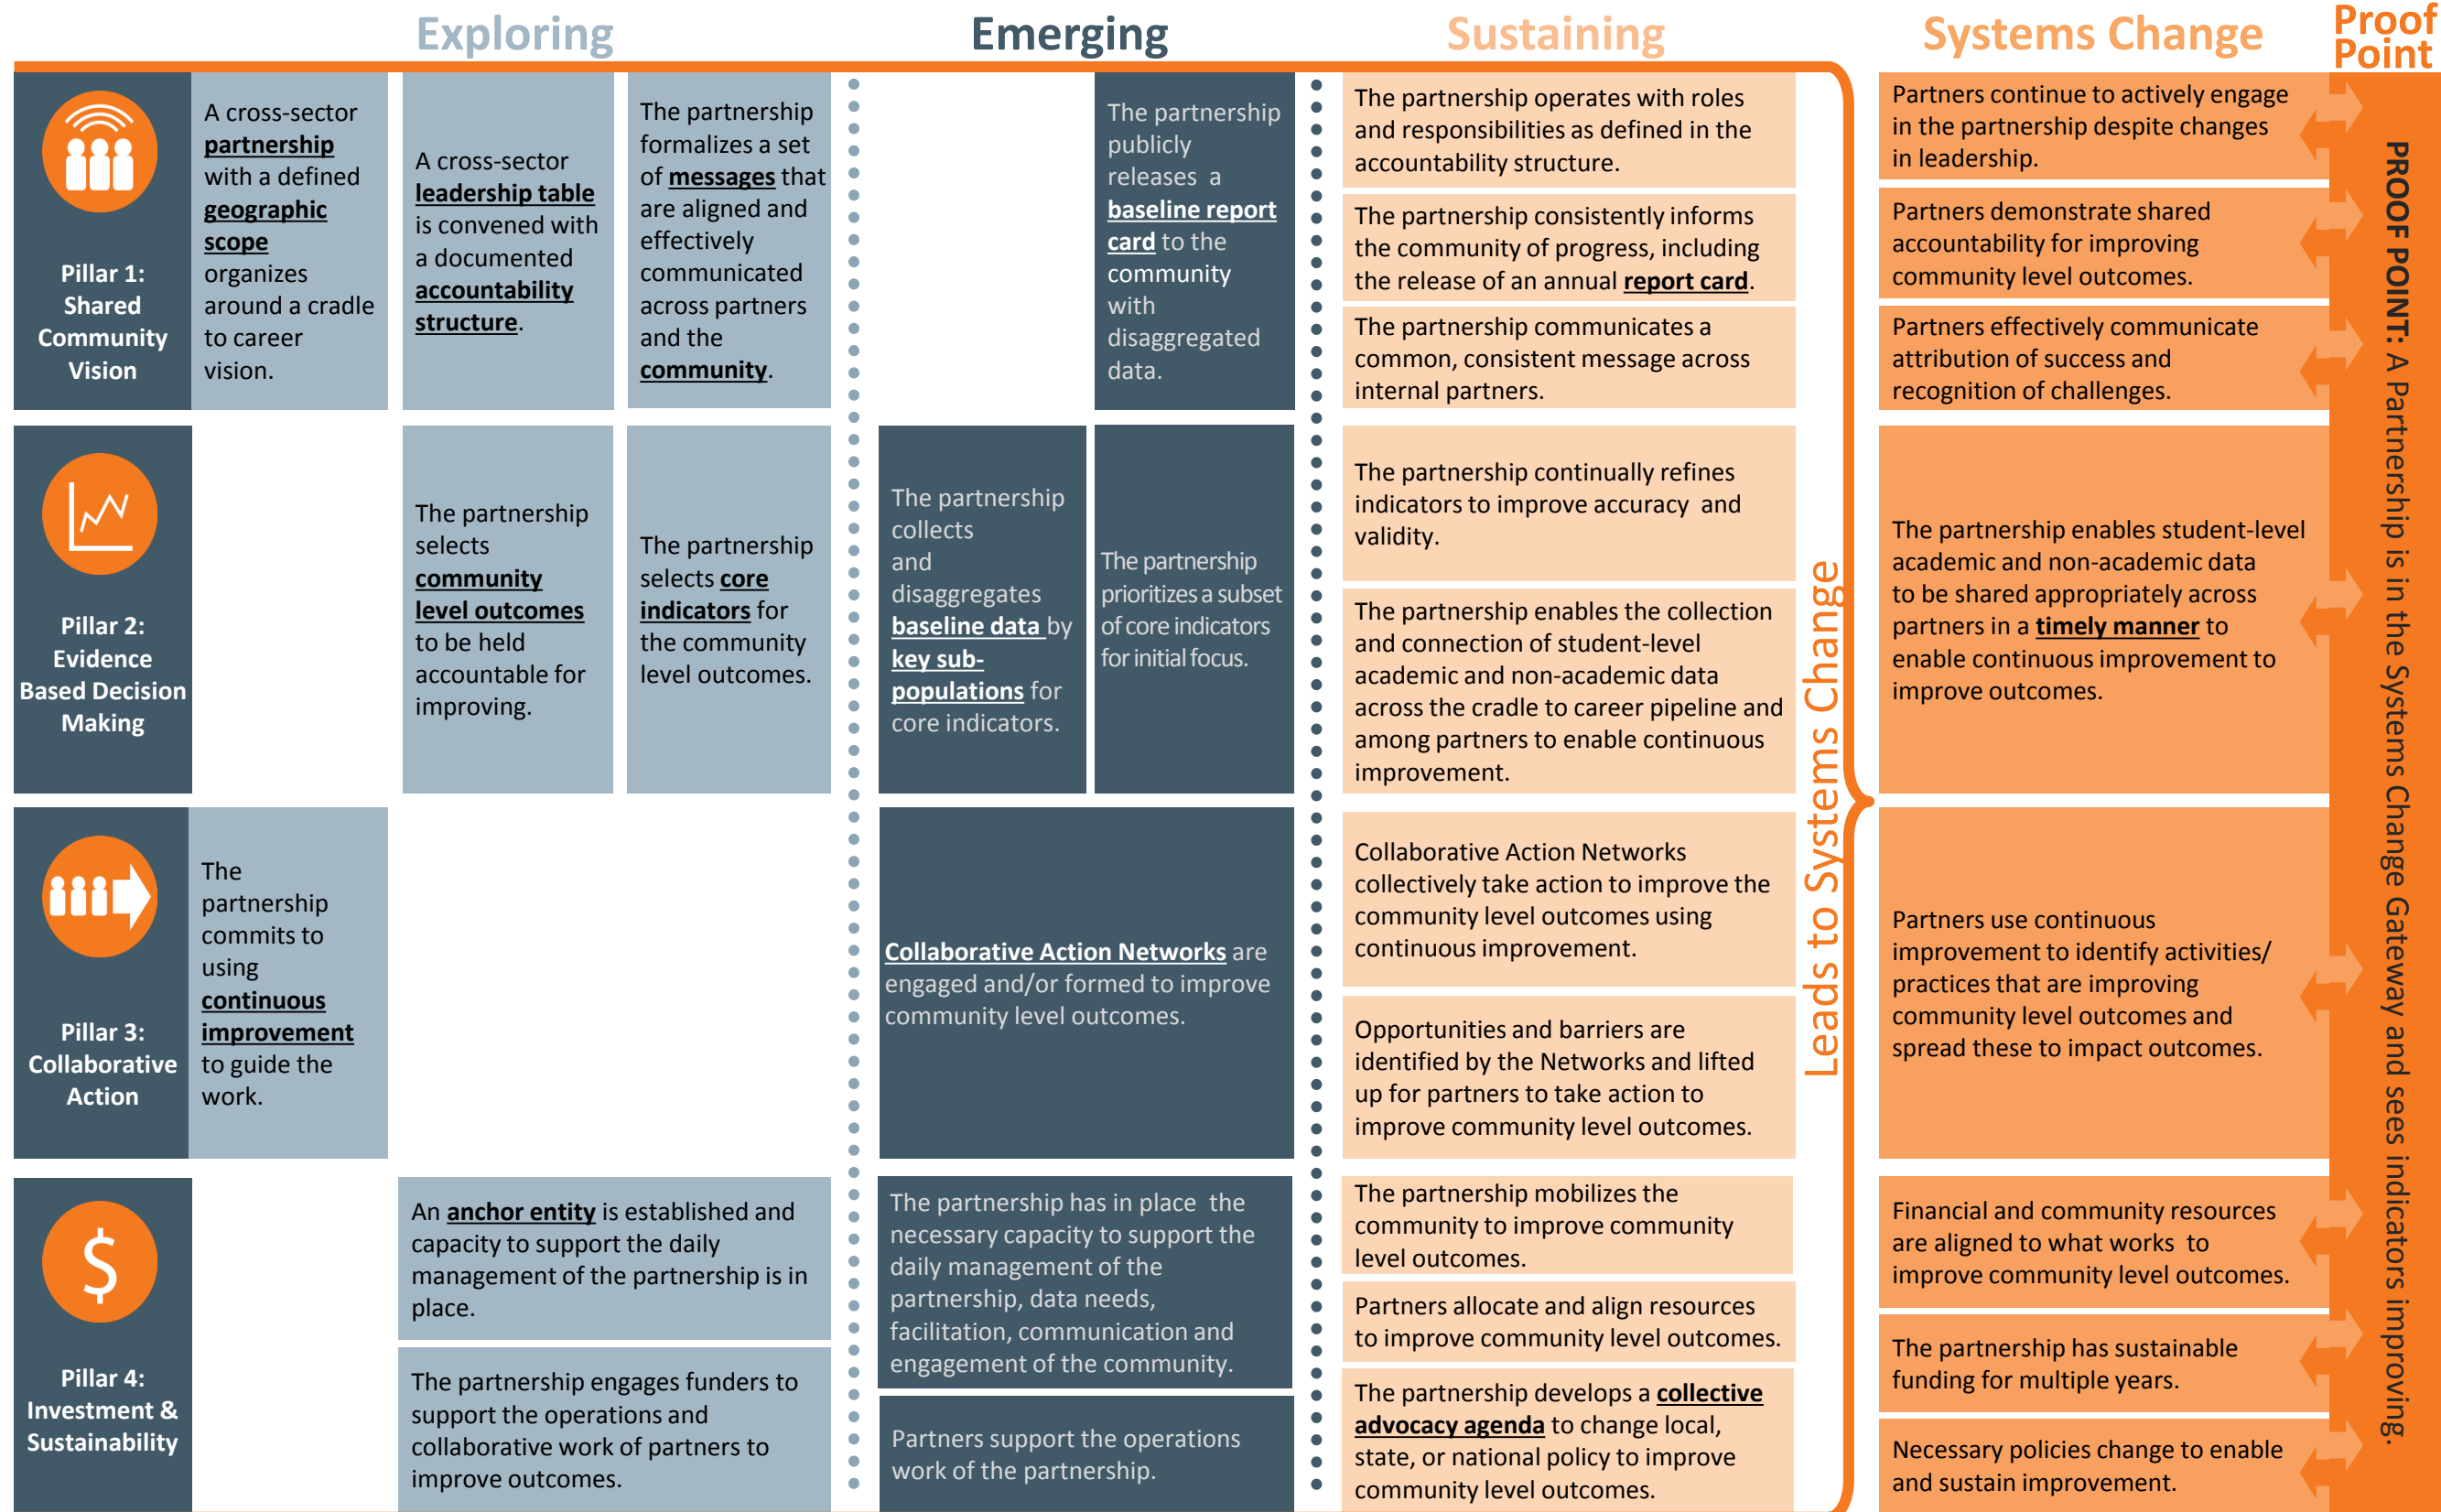 Exploring
Emerging
Sustaining
Systems Change
Proof
Point
Pillar 1:
Shared
Community
Vision
A cross-sector
partnership
with a defined
geographic
scope
organizes
around a cradle
to career
vision.
A cross-sector
leadership table
is convened with
a documented
accountability
structure.
The partnership
formalizes a set
of messages that
are aligned and
effectively
communicated
across partners
and the
community.
The partnership
publicly
releases a
baseline report
card to the
community
with
disaggregated
data.
The partnership operates with roles
and responsibilities as defined in the
accountability structure.
The partnership consistently informs
the community of progress, including
the release of an annual report card.
The partnership communicates a
common, consistent message across
internal partners.
Partners continue to actively engage
in the partnership despite changes
in leadership.
Partners demonstrate shared
accountability for improving
community level outcomes.
Partners effectively communicate
attribution of success and
recognition of challenges.
Pillar 2:
Evidence
Based Decision
Making
The partnership
selects
community
level outcomes
to be held
accountable for
improving.
The partnership
selects core
indicators for
the community
level outcomes.
The partnership
collects
and
disaggregates
baseline data by
key sub-
populations for
core indicators.
The partnership
prioritizes a subset
of core indicators
for initial focus.
The partnership continually refines
indicators to improve accuracy and
validity.
The partnership enables the collection
and connection of student-level
academic and non-academic data
across the cradle to career pipeline and
among partners to enable continuous
improvement.
The partnership enables student-level
academic and non-academic data
to be shared appropriately across
partners in a timely manner to
enable continuous improvement to
improve outcomes.
Pillar 3:
Collaborative
Action
The
partnership
commits to
using
continuous
improvement
to guide the
work.
Collaborative Action Networks are
engaged and/or formed to improve
community level outcomes.
Collaborative Action Networks
collectively take action to improve the
community level outcomes using
continuous improvement.
Opportunities and barriers are
identified by the Networks and lifted
up for partners to take action to
improve community level outcomes.
Partners use continuous
improvement to identify activities/
practices that are improving
community level outcomes and
spread these to impact outcomes.
Pillar 4:
Investment &
Sustainability
An anchor entity is established and
capacity to support the daily
management of the partnership is in
place.
The partnership engages funders to
support the operations and
collaborative work of partners to
improve outcomes.
The partnership has in place the
necessary capacity to support the
daily management of the
partnership, data needs,
facilitation, communication and
engagement of the community.
Partners support the operations
work of the partnership.
The partnership mobilizes the
community to improve community
level outcomes.
Partners allocate and align resources
to improve community level outcomes.
The partnership develops a collective
advocacy agenda to change local,
state, or national policy to improve
community level outcomes.
Financial and community resources
are aligned to what works to
improve community level outcomes.
The partnership has sustainable
funding for multiple years.
Necessary policies change to enable
and sustain improvement.
Leads to Systems Change
PROOF POINT: A Partnership is in the Systems Change Gateway and sees indicators improving.